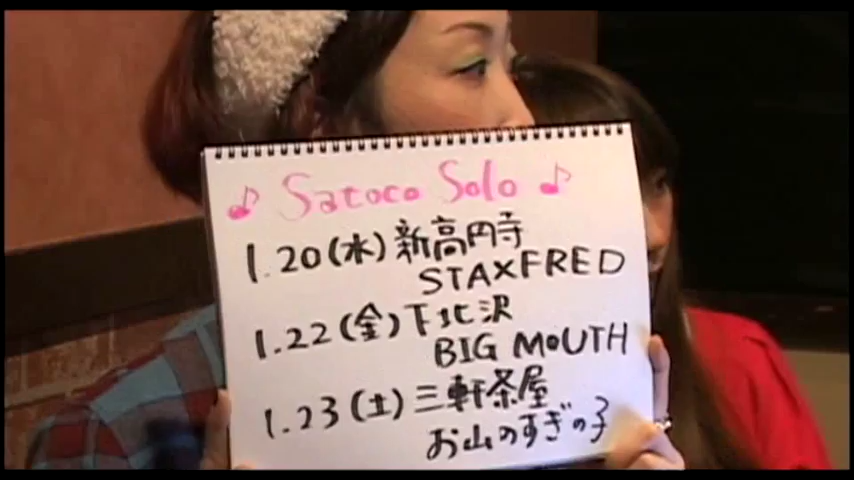 ♪ Satoco Solo ♪
1.20(水)新高円寺
STAXFRED
1.22(金)下北沢
BIG MOUTH
1.23(土)三軒茶屋
お山のすぎの子